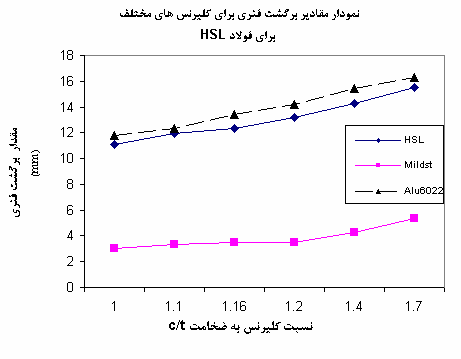 نمودار مقادیر برگشت فنری برای کلیرنس های مختلف
برای فولاد HSL
مقدار برگشت فنری
(mm)
18
16
14
12
10
8
6
4
2
0
1 1.1 1.16 1.2 1.4 1.7
نسبت کلیرنس به ضخامت c/t
HSL
Mildst
Alu6022